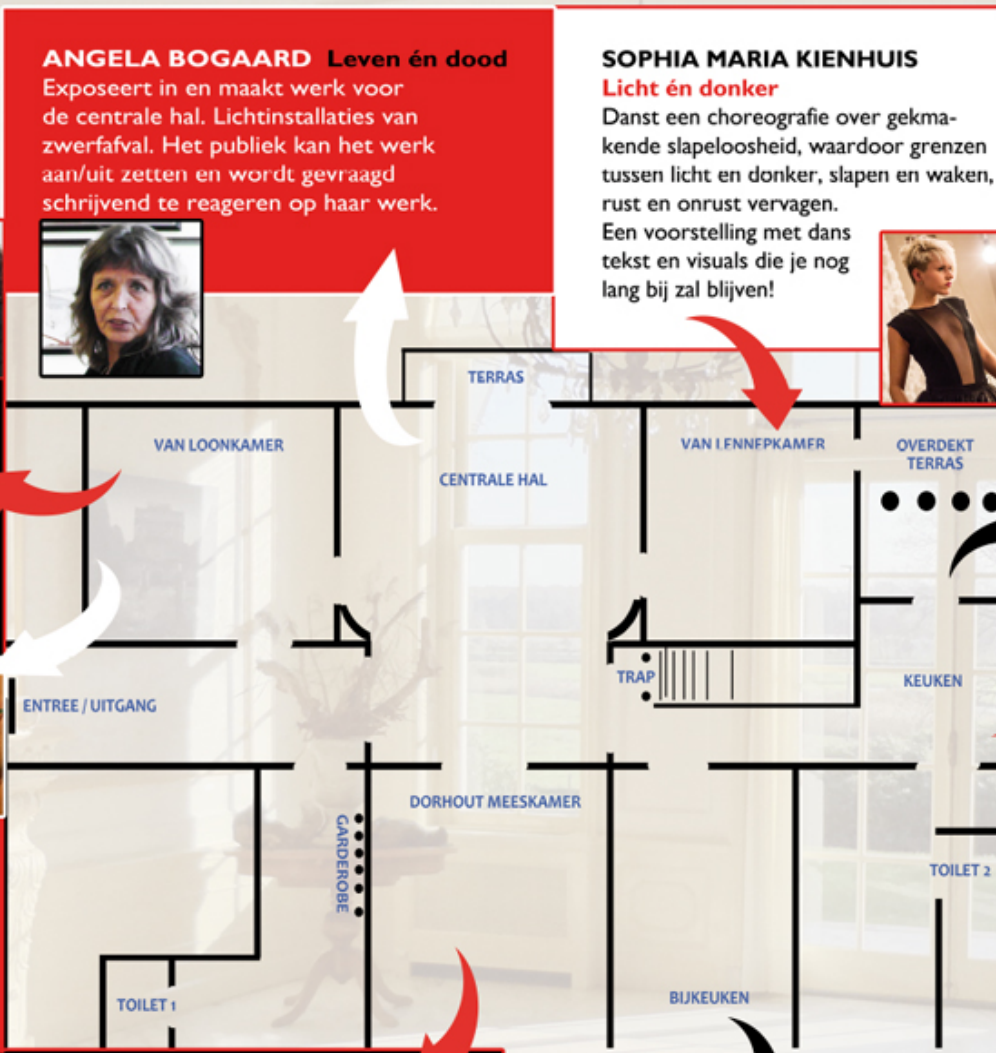 ANGELA BOGAARD Leven én dood
Exposeert in en maakt werk voor
de centrale hal. Lichtinstallaties van
zwerfafval. Het publiek kan het werk
aan/uit zetten en wordt gevraagd
schrijvend te reageren op haar werk.
SOPHIA MARIA KIENHUIS
Licht én donker
Danst een choreografie over gekma-
kende slapeloosheid, waardoor grenzen
tussen licht en donker, slapen en waken,
rust en onrust vervagen.
Een voorstelling met dans
tekst en visuals die je nog
lang bij zal blijven!
TERRAS
VAN LOONKAMER
CENTRALE HAL
VAN LENNEPKAMER
OVERDEKT
TERRAS
TRAP
KEUKEN
ENTREE / UITGANG
DORHOUT MEESKAMER
GARDEROBE
TOILET 2
TOILET 1
BIJKEUKEN